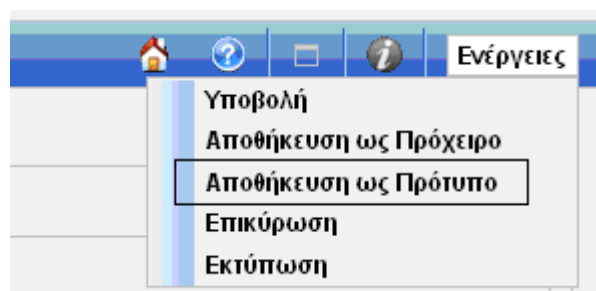 Ενέργειες
Υποβολή
Αποθήκευση ως Πρόχειρο
Αποθήκευση ως Πρότυπο
Επικύρωση
Εκτύπωση